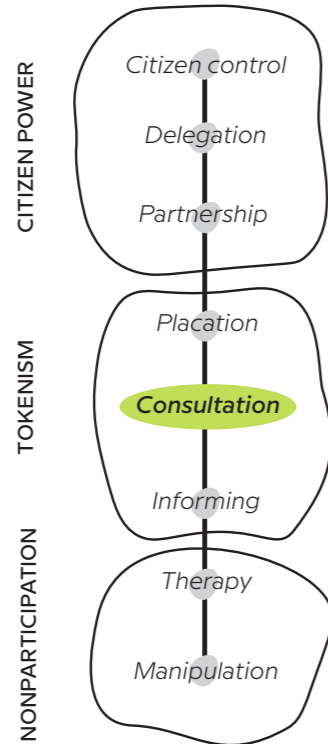 CITIZEN POWER
Citizen control
Delegation
Partnership
TOKENISM
Placation
Consultation
Informing
NONPARTICIPATION
Therapy
Manipulation